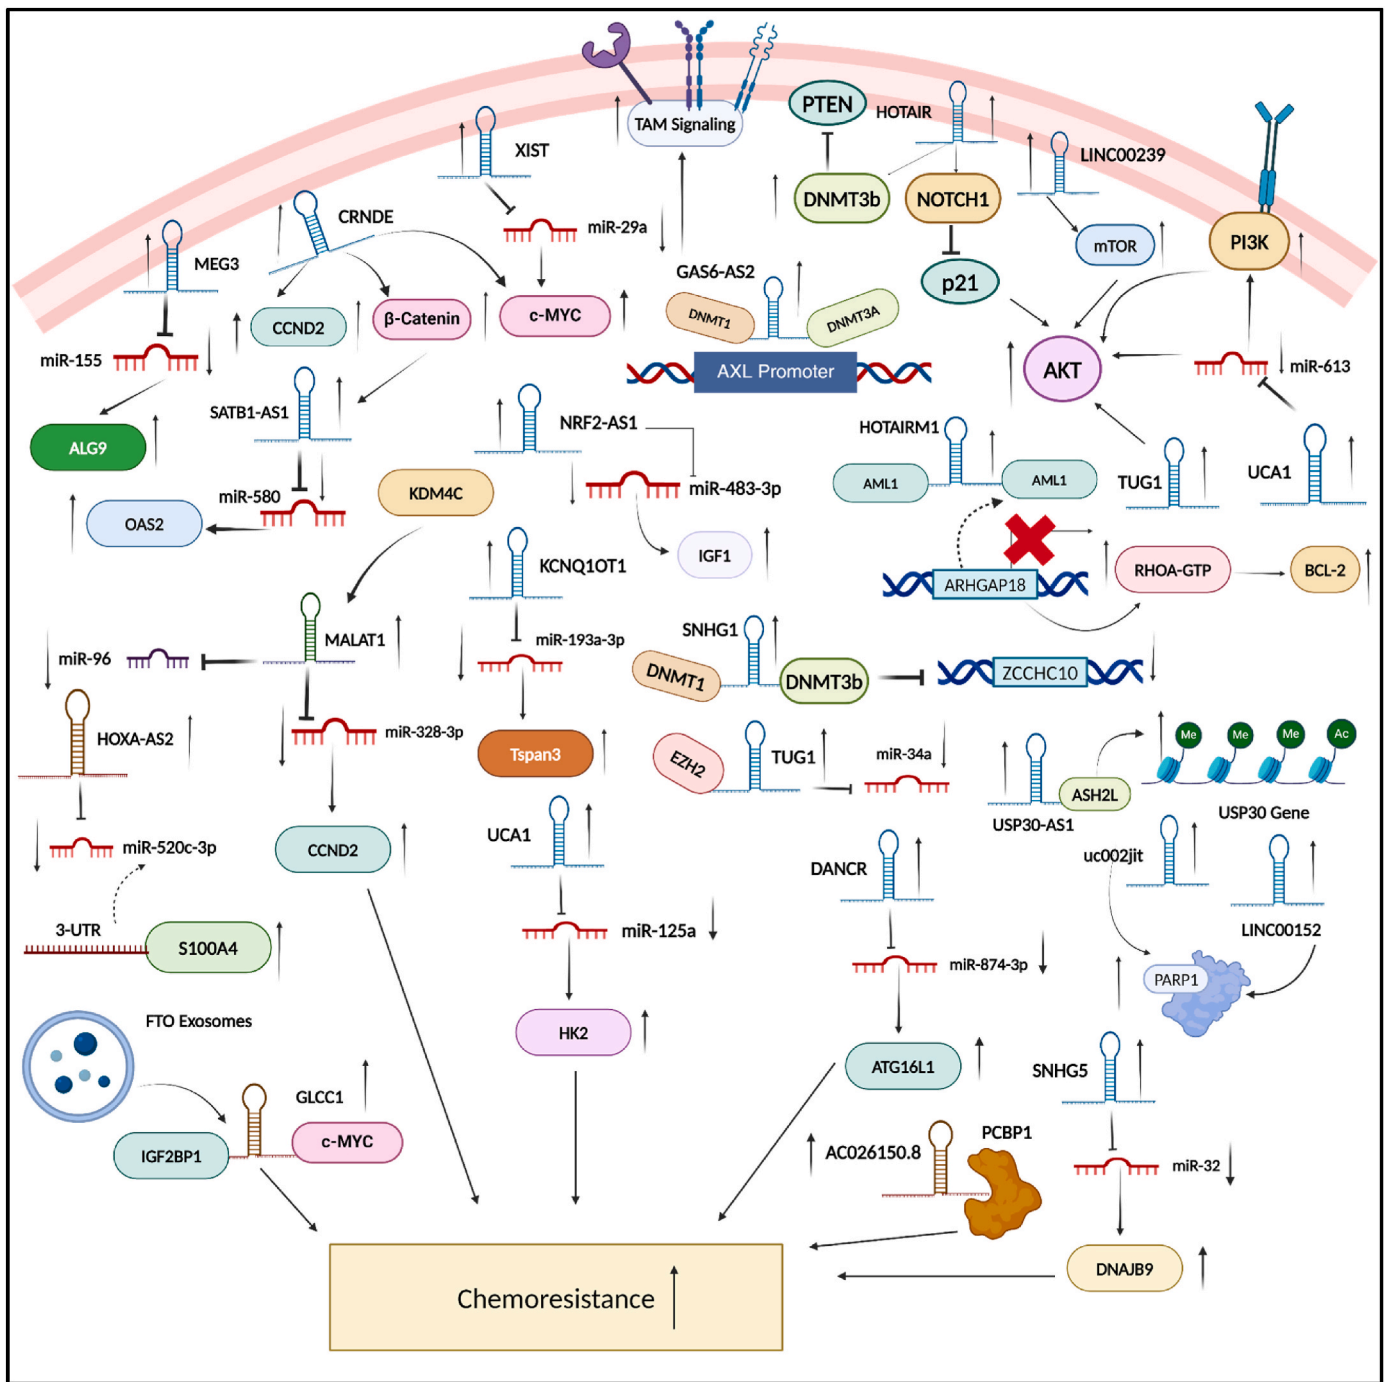 TAM Signaling
PTEN
HOTAIR
XIST
LINC00239
DNMT3b
NOTCH1
CRNDE
miR-29a
mTOR
PI3K
MEG3
GAS6-AS2
p21
CCND2
β-Catenin
c-MYC
DNMT1
DNMT3A
miR-155
AXL Promoter
AKT
miR-613
SATB1-AS1
NRF2-AS1
HOTAIRM1
ALG9
TUG1
UCA1
miR-580
KDM4C
miR-483-3p
AML1
AML1
OAS2
IGF1
KCNQ1OT1
ARHGAP18
RHOA-GTP
BCL-2
MALAT1
miR-193a-3p
SNHG1
miR-96
DNMT1
DNMT3b
ZCCHC10
HOXA-AS2
miR-328-3p
Tspan3
EZH2
TUG1
miR-34a
Me
Me
Me
Ac
ASH2L
USP30-AS1
USP30 Gene
miR-520c-3p
CCND2
UCA1
DANCR
uc002jit
3-UTR
S100A4
miR-125a
miR-874-3p
LINC00152
PARP1
FTO Exosomes
HK2
ATG16L1
SNHG5
GLCC1
IGF2BP1
c-MYC
AC026150.8
PCBP1
miR-32
DNAJB9
Chemoresistance